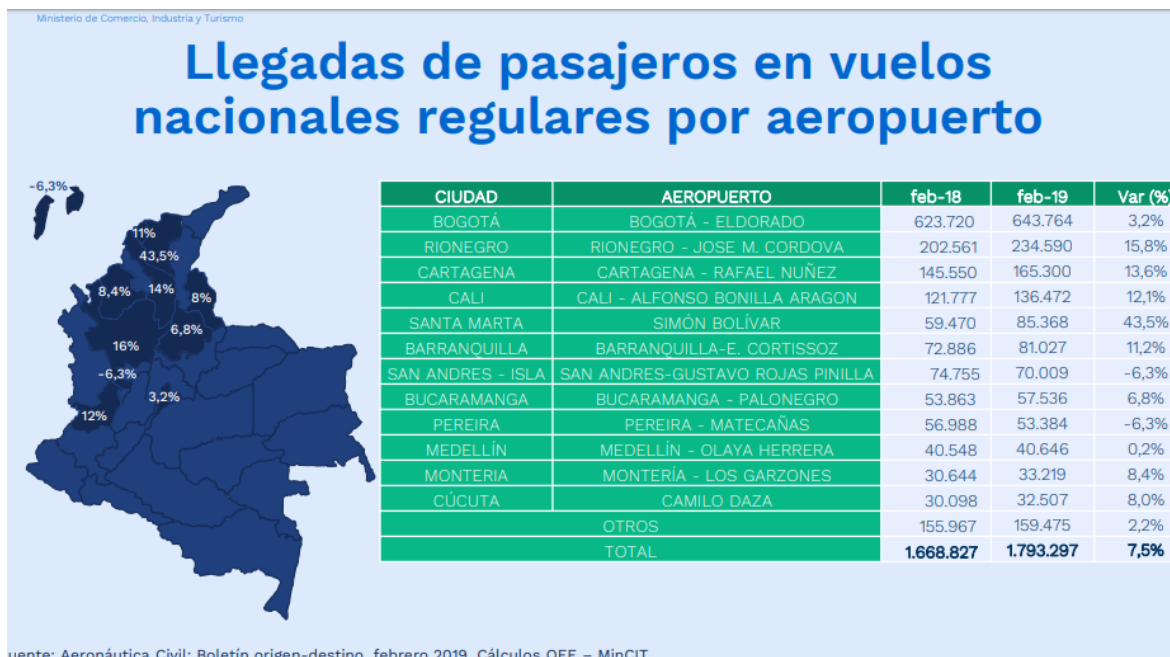 Ministerio de Comercio, Industria y Turismo
Llegadas de pasajeros en vuelos
nacionales regulares por aeropuerto
-6,3%
11%
43,5%
8,4%
14%
8%
6,8%
16%
-6,3%
3,2%
12%
CIUDAD AEROPUERTO feb-18 feb-19 Var (%)
BOGOTÁ BOGOTÁ - ELDORADO 623.720 643.764 3,2%
RIONEGRO RIONEGRO - JOSE M. CORDOVA 202.561 234.590 15,8%
CARTAGENA CARTAGENA - RAFAEL NUÑEZ 145.550 165.300 13,6%
CALI CALI - ALFONSO BONILLA ARAGON 121.777 136.472 12,1%
SANTA MARTA SIMÓN BOLÍVAR 59.470 85.368 43,5%
BARRANQUILLA BARRANQUILLA-E. CORTISSOZ 72.886 81.027 11,2%
SAN ANDRES - ISLA SAN ANDRES-GUSTAVO ROJAS PINILLA 74.755 70.009 -6,3%
BUCARAMANGA BUCARAMANGA - PALONEGRO 53.863 57.536 6,8%
PEREIRA PEREIRA - MATECAÑAS 56.988 53.384 -6,3%
MEDELLÍN MEDELLÍN - OLAYA HERRERA 40.548 40.646 0,2%
MONTERIA MONTERÍA - LOS GARZONES 30.644 33.219 8,4%
CÚCUTA CAMILO DAZA 30.098 32.507 8,0%
OTROS 155.967 159.475 2,2%
TOTAL 1.668.827 1.793.297 7,5%
uente: Aeronáutica Civil: Boletín origen-destino, febrero 2019. Cálculos OEE – MinCIT